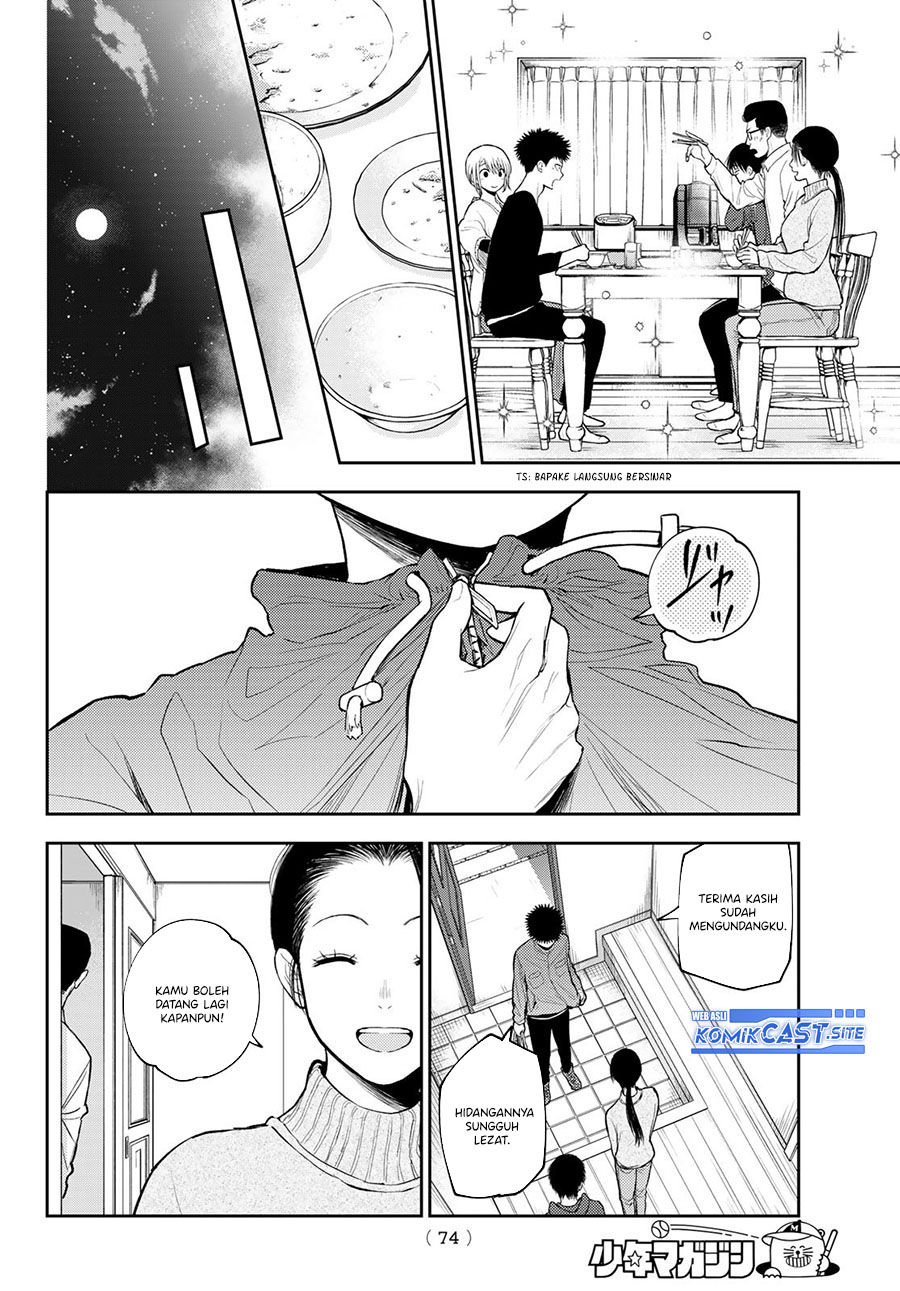 TS: BAPAKE LANGSUNG BERSINAR
ジャッ
TERIMA KASIH
SUDAH
MENGUNDANGKU.
HIDANGANNYA
SUNGGUH
LEZAT.
KAMU BOLEH
DATANG LAGI
KAPANPUN!
WEB ASLI
KOMIKCAST.SITE
( 74 )
少年マガジン
M